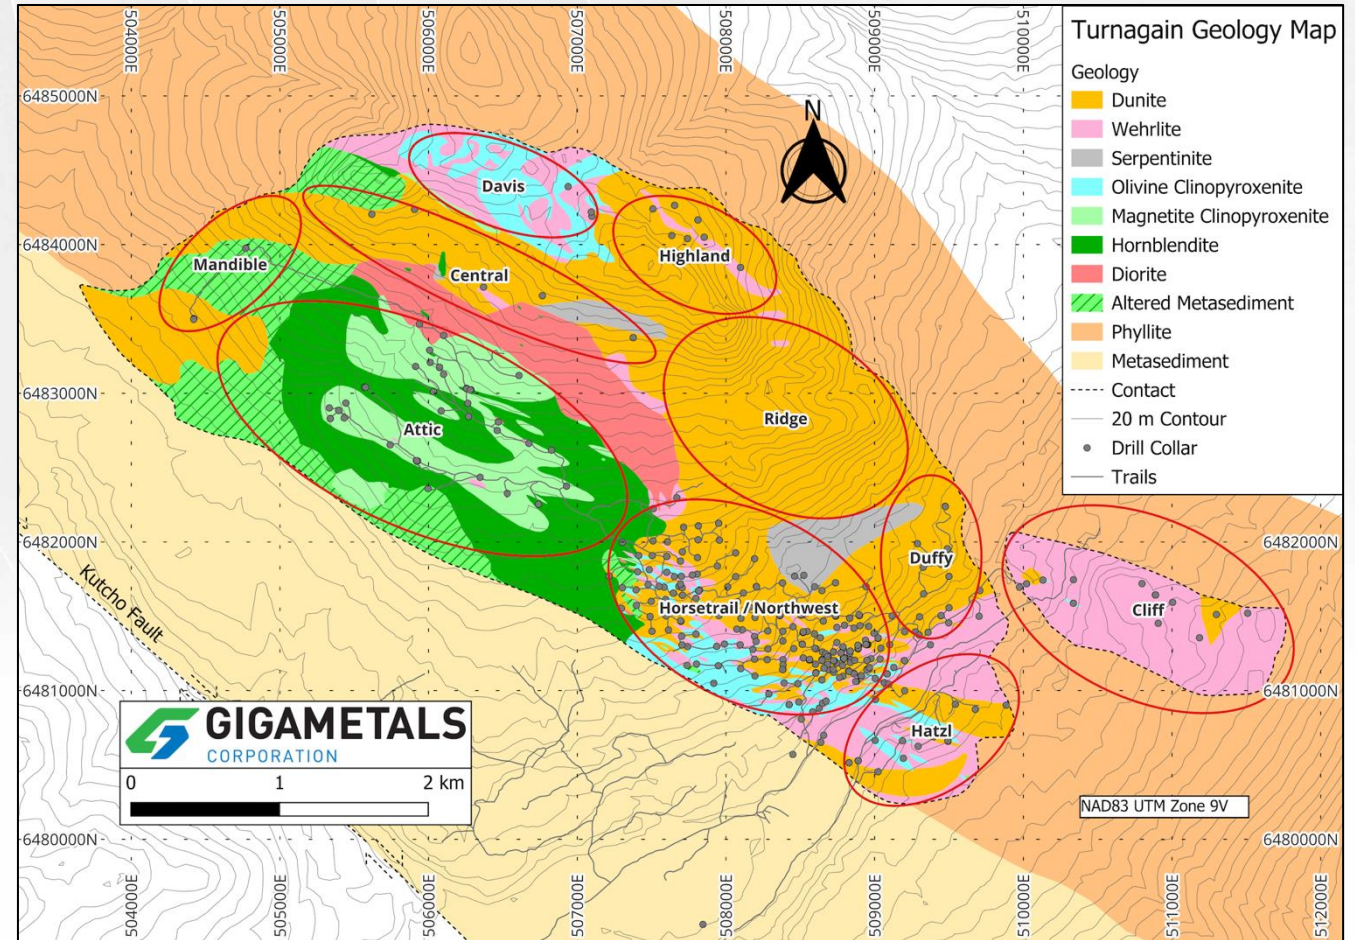 504000E
505000E
506000E
507000E
508000E
509000E
510000E
Turnagain Geology Map
Geology
Dunite
Wehrlite
Serpentinite
Olivine Clinopyroxenite
Magnetite Clinopyroxenite
Hornblendite
Diorite
Altered Metasediment
Phyllite
Metasediment
Contact
20 m Contour
Drill Collar
Trails
N
6485000N
6484000N
6483000N
6482000N
6481000N
6480000N
Davis
Highland
Mandible
Central
Ridge
Attic
Duffy
Horsetrail / Northwest
Cliff
Hatzl
Kutcho Fault
6482000N
6481000N
6480000N
GIGAMETALS
CORPORATION
0 1 2 km
NAD83 UTM Zone 9V
504000E
505000E
506000E
507000E
508000E
509000E
510000E
511000E
512000E